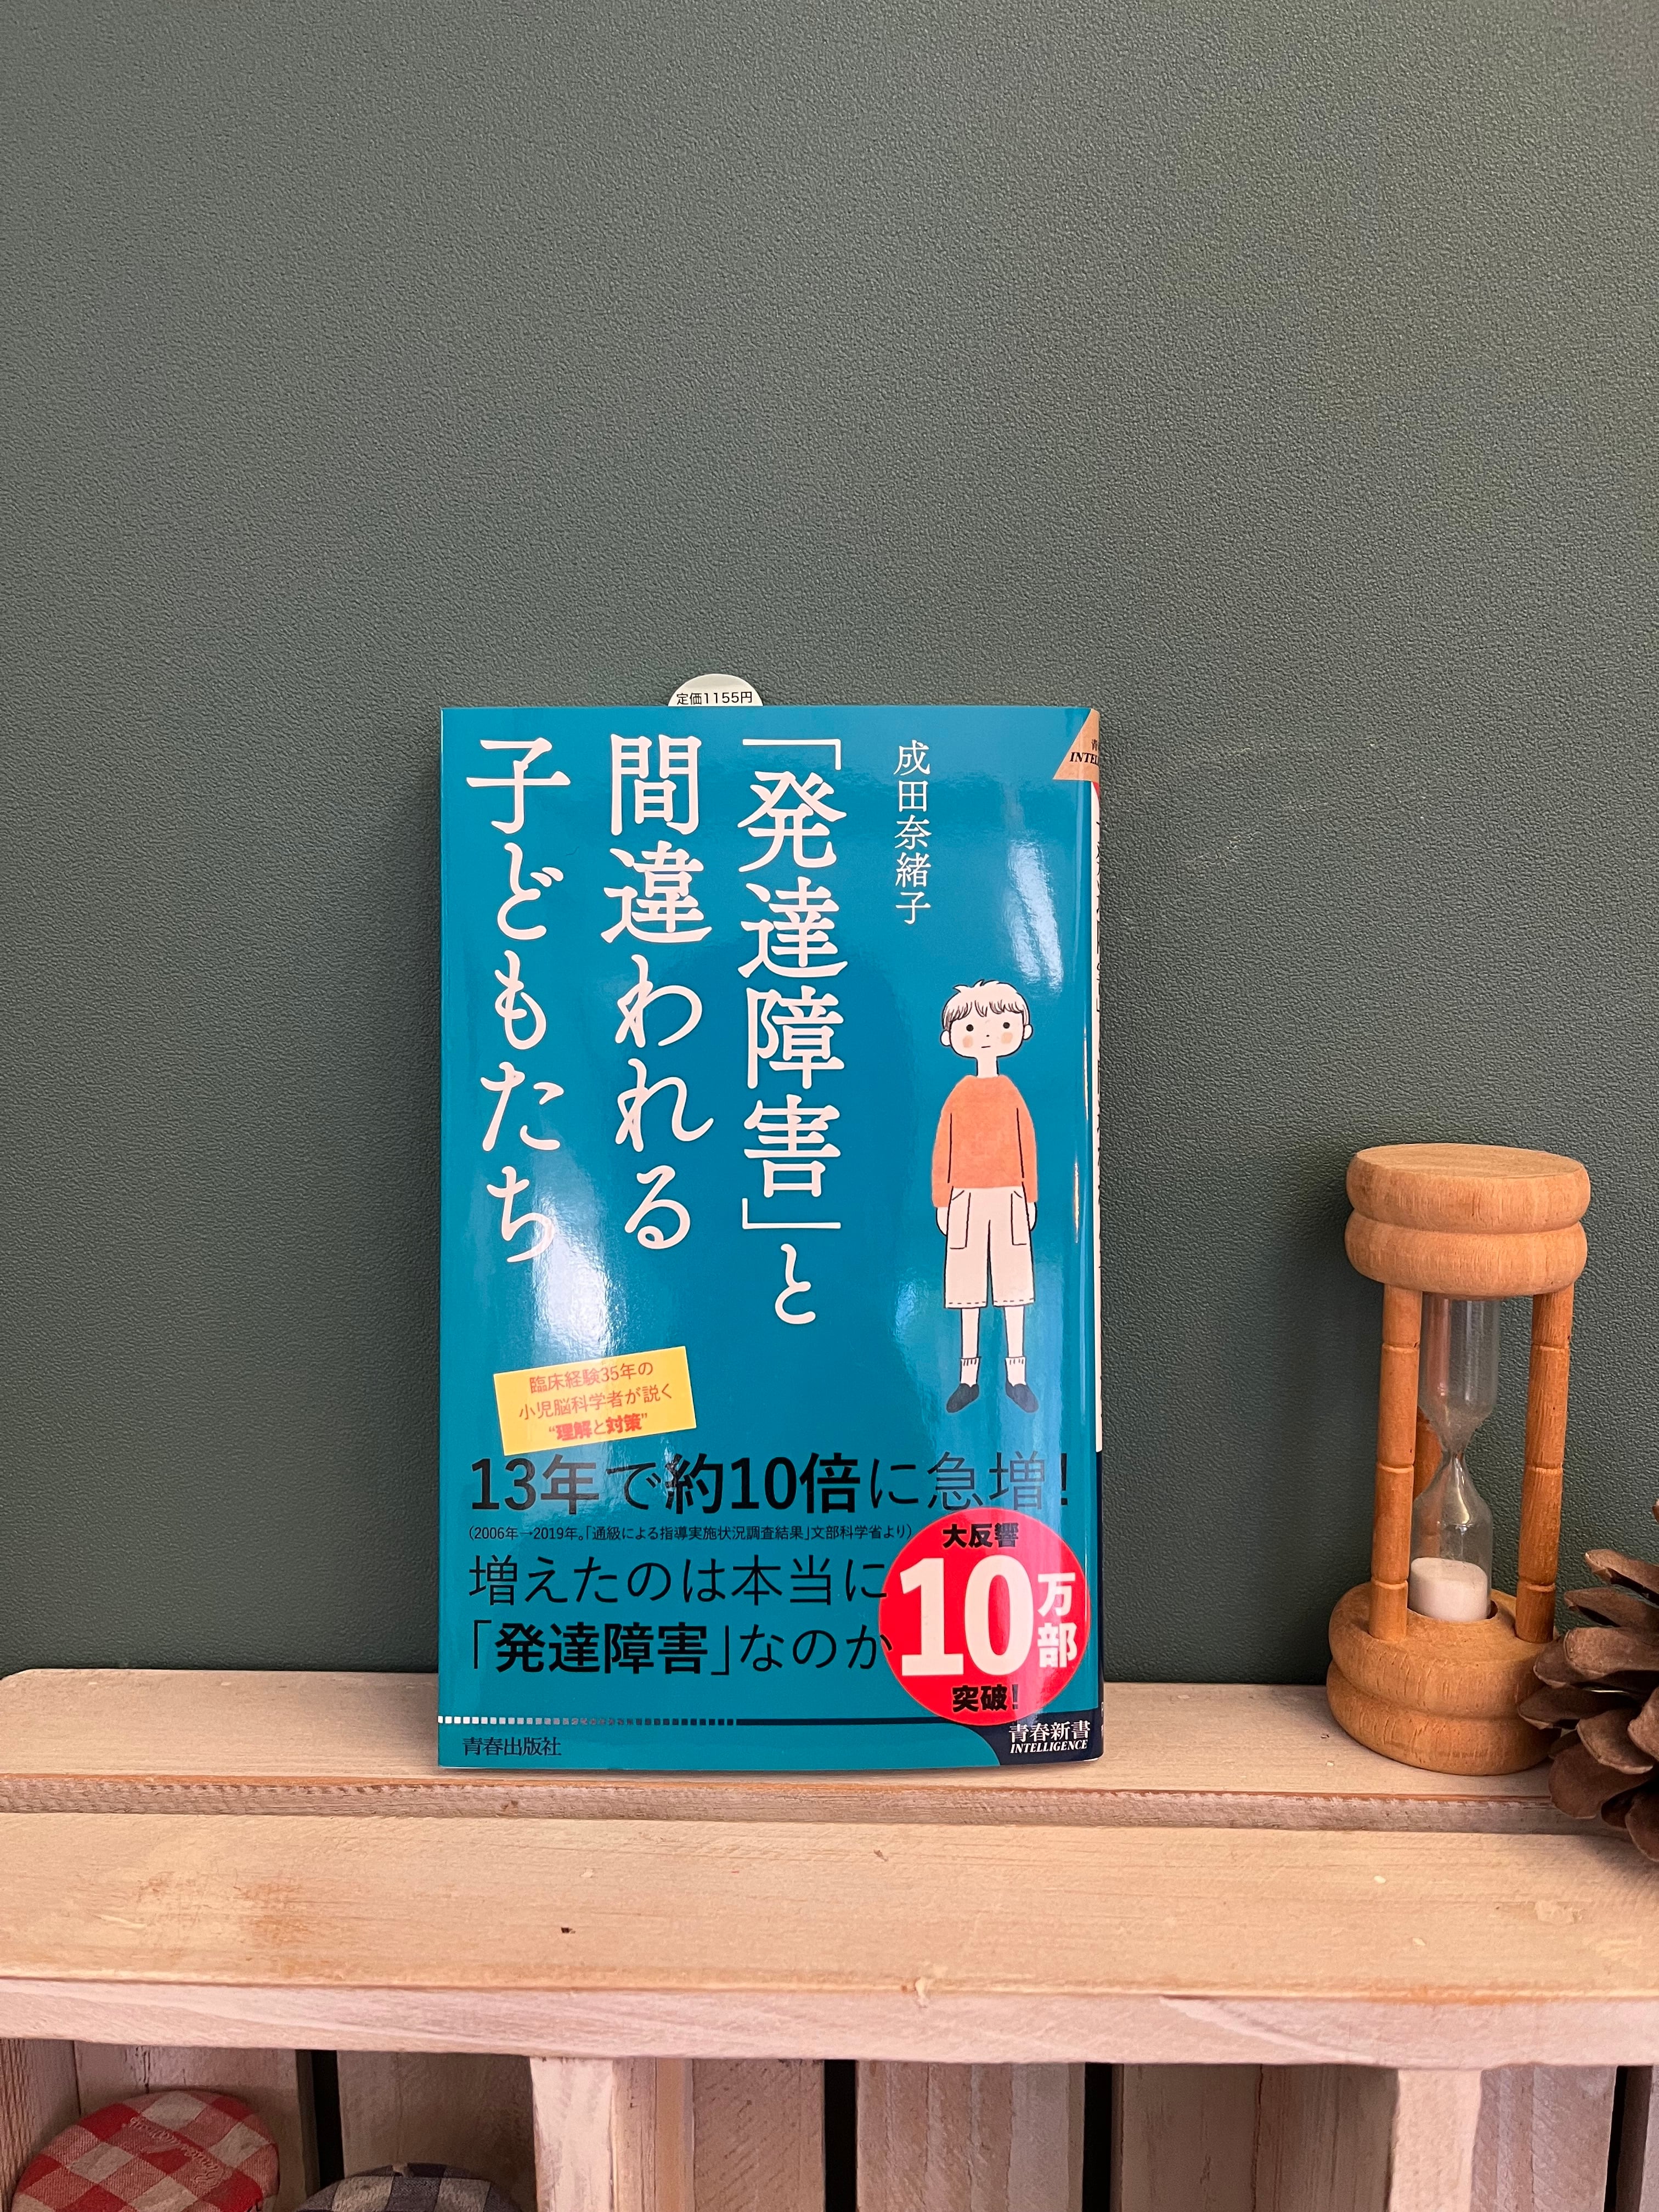 定価1155円
成田奈緒子
「発達障害」と
間違われる
子どもたち
臨床経験35年の
小児脳科学者が説く
“理解と対策”
13年で約10倍に急増!
(2006年→2019年。「通級による指導実施状況調査結果」文部科学省より)
増えたのは本当に
「発達障害」なのか
大反響
10万部
突破!
青春出版社
青春新書
INTELLIGENCE